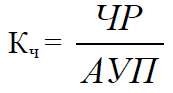 Кч = ЧР / АУП